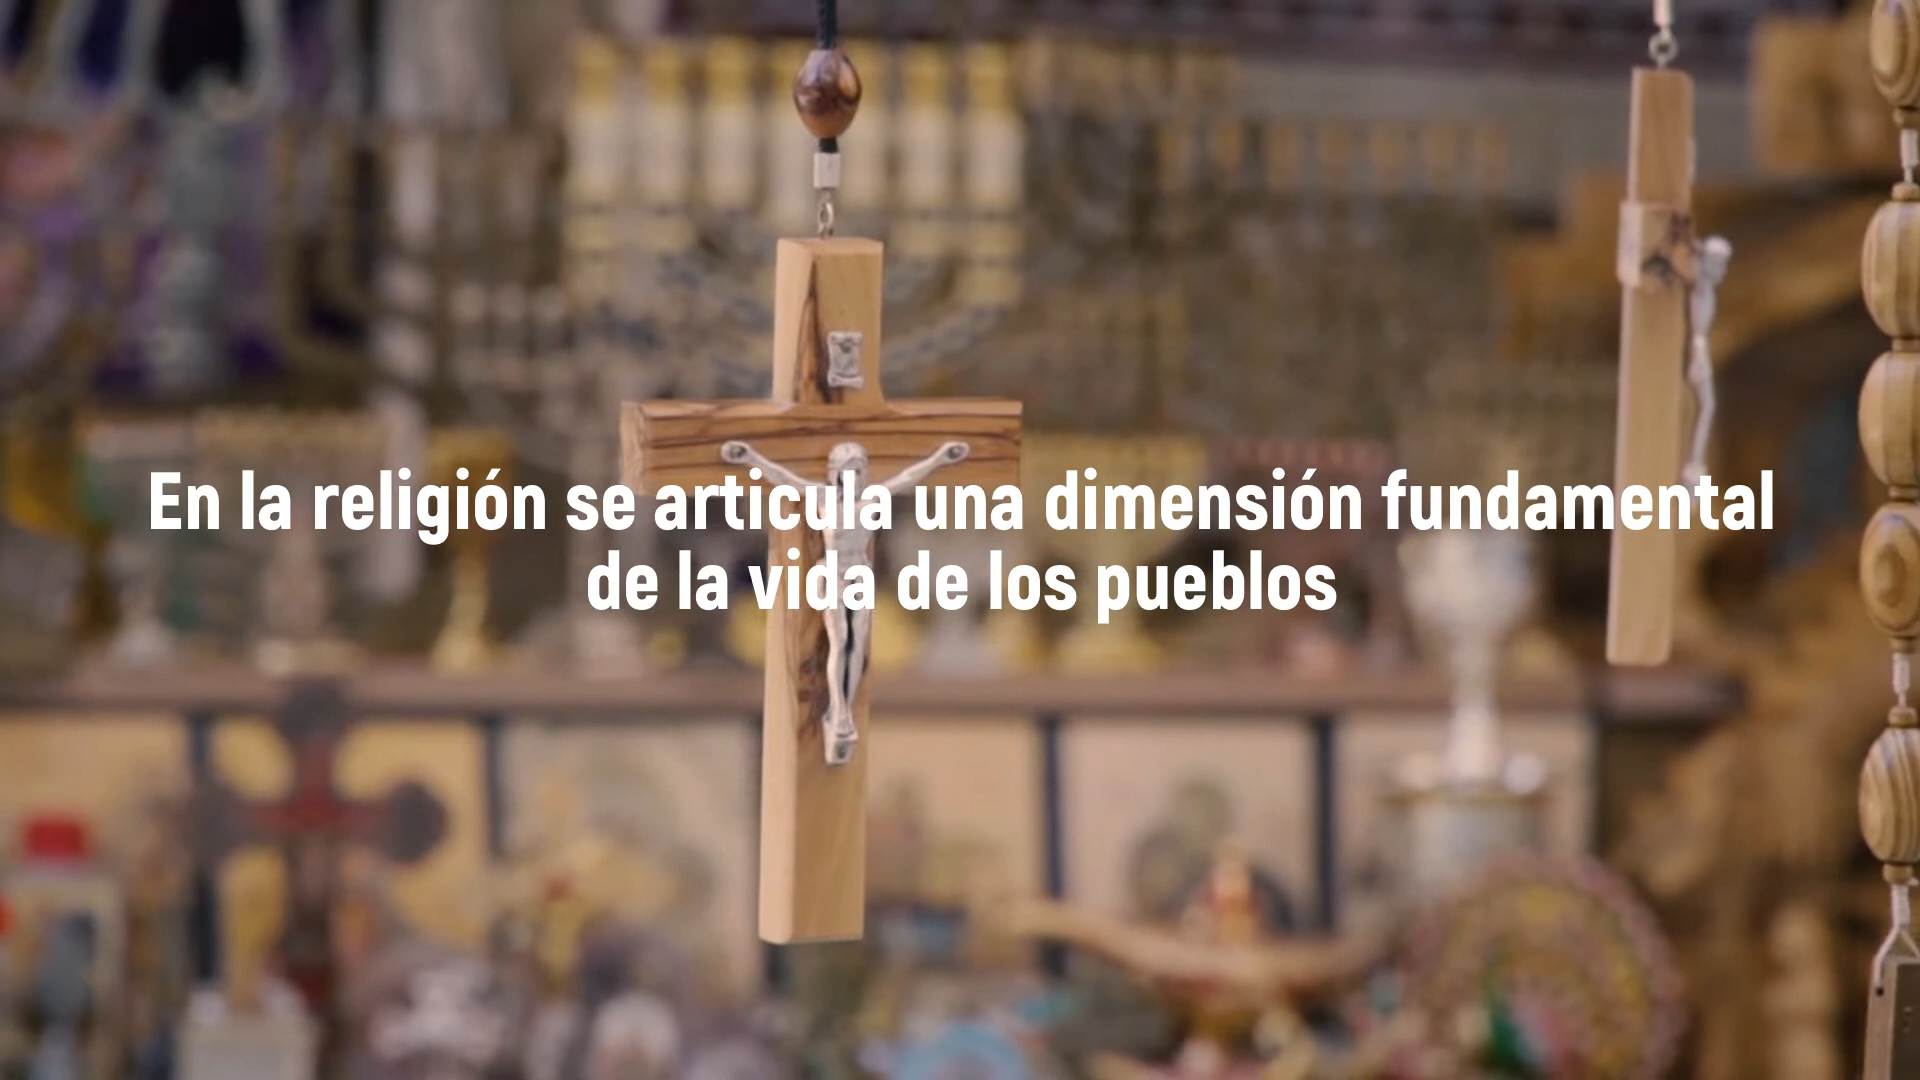 En la religión se articula una dimensión fundamental
de la vida de los pueblos